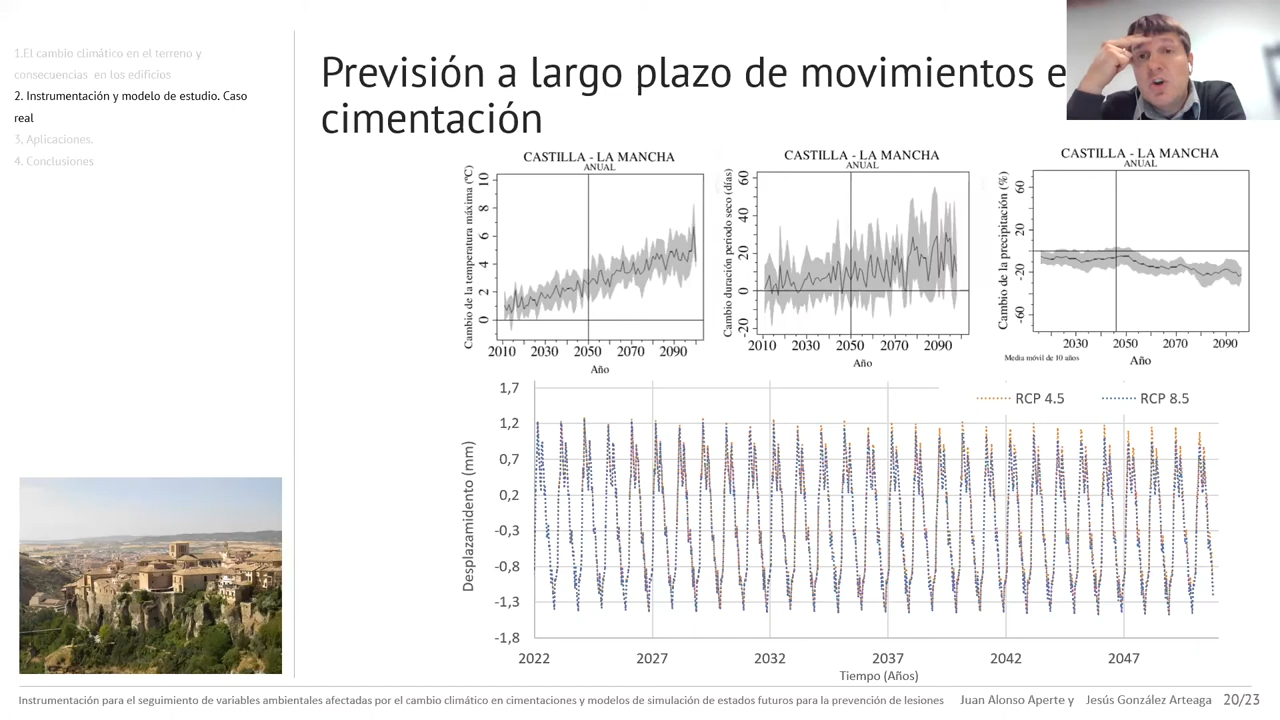 1.El cambio climático en el terreno y
consecuencias en los edificios
2. Instrumentación y modelo de estudio. Caso
real
3. Aplicaciones.
4. Conclusiones
Previsión a largo plazo de movimientos e
cimentación
CASTILLA - LA MANCHA
ANUAL
Cambio de la temperatura máxima (ºC)
10
8
6
4
2
0
2010 2030 2050 2070 2090
Año
CASTILLA - LA MANCHA
ANUAL
Cambio duración periodo seco (días)
60
40
20
0
-20
2010 2030 2050 2070 2090
Año
CASTILLA - LA MANCHA
ANUAL
Cambio de la precipitación (%)
60
20
-20
-60
2030 2050 2070 2090
Media móvil de 10 años
Año
RCP 4.5 RCP 8.5
Desplazamidento (mm)
1,7
1,2
0,7
0,2
-0,3
-0,8
-1,3
-1,8
2022 2027 2032 2037 2042 2047
Tiempo (Años)
Instrumentación para el seguimiento de variables ambientales afectadas por el cambio climático en cimentaciones y modelos de simulación de estados futuros para la prevención de lesiones Juan Alonso Aperte y Jesús González Arteaga 20/23